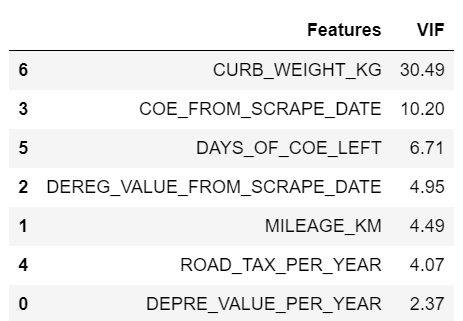 Features VIF
6 CURB_WEIGHT_KG 30.49
3 COE_FROM_SCRAPE_DATE 10.20
5 DAYS_OF_COE_LEFT 6.71
2 DEREG_VALUE_FROM_SCRAPE_DATE 4.95
1 MILEAGE_KM 4.49
4 ROAD_TAX_PER_YEAR 4.07
0 DEPRE_VALUE_PER_YEAR 2.37